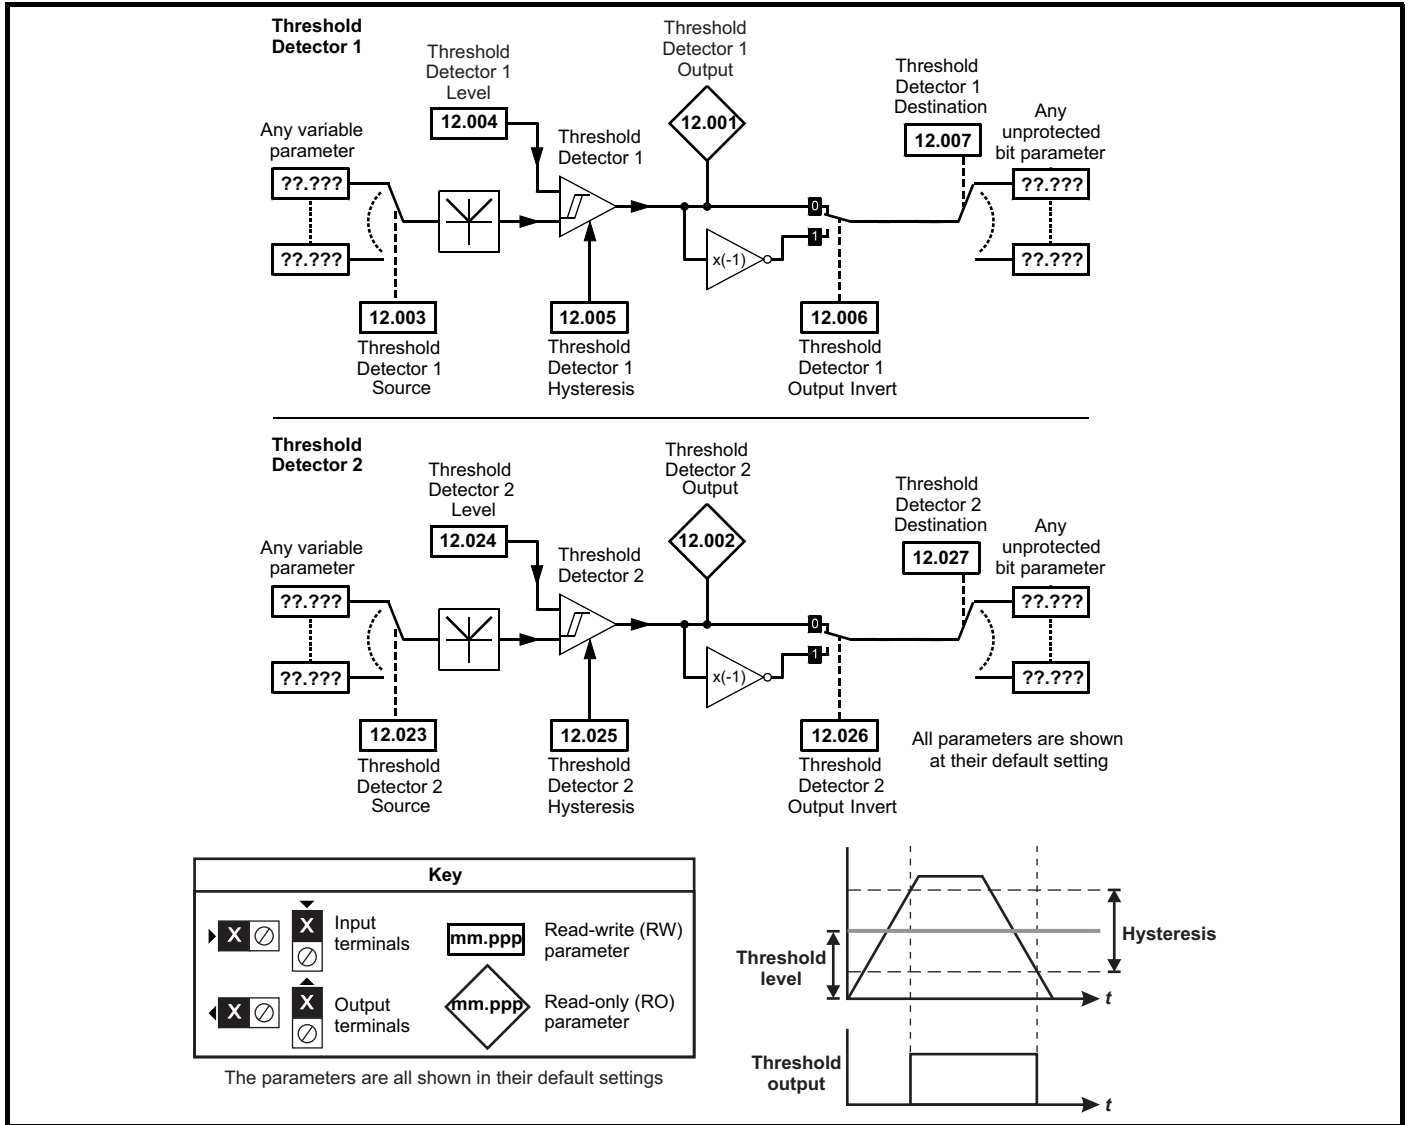 Threshold
Detector 1
Threshold
Detector 1
Level
12.004
Threshold
Detector 1
Output
12.001
Threshold
Detector 1
Destination
12.007
Any
unprotected
bit parameter
Any variable
parameter
Threshold
Detector 1
??.???
??.???
0
1
x(-1)
??.???
??.???
12.003
Threshold
Detector 1
Source
12.005
Threshold
Detector 1
Hysteresis
12.006
Threshold
Detector 1
Output Invert
Threshold
Detector 2
Threshold
Detector 2
Level
12.024
Threshold
Detector 2
Output
12.002
Threshold
Detector 2
Destination
12.027
Any
unprotected
bit parameter
Any variable
parameter
Threshold
Detector 2
??.???
??.???
0
1
x(-1)
??.???
??.???
12.023
Threshold
Detector 2
Source
12.025
Threshold
Detector 2
Hysteresis
12.026
Threshold
Detector 2
Output Invert
All parameters are shown
at their default setting
Key
X
X
Input
terminals
mm.ppp
Read-write (RW)
parameter
X
X
Output
terminals
mm.ppp
Read-only (RO)
parameter
The parameters are all shown in their default settings
Threshold
level
Hysteresis
t
Threshold
output
t